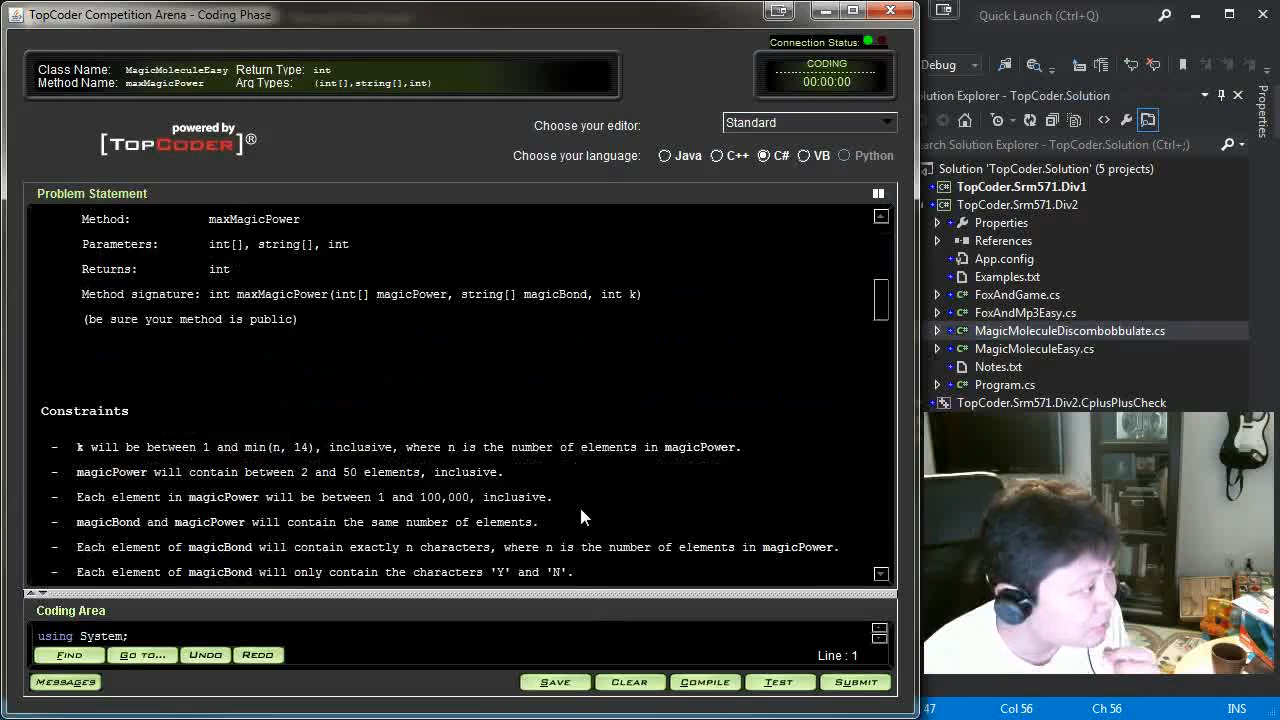 TopCoder Competition Arena - Coding Phase
Quick Launch (Ctrl+Q)
Connection Status:
Class Name: MagicMoleculeEasy Return Type: int
Method Name: maxMagicPower Arg Types: (int[],string[],int)
CODING
00:00:00
Debug
powered by
[TOPCODER]®
Choose your editor: Standard
Choose your language: Java C++ C# VB Python
Problem Statement
Method: maxMagicPower
Parameters: int[], string[], int
Returns: int
Method signature: int maxMagicPower(int[] magicPower, string[] magicBond, int k)
(be sure your method is public)
Constraints
- k will be between 1 and min(n, 14), inclusive, where n is the number of elements in magicPower.
- magicPower will contain between 2 and 50 elements, inclusive.
- Each element in magicPower will be between 1 and 100,000, inclusive.
- magicBond and magicPower will contain the same number of elements.
- Each element of magicBond will contain exactly n characters, where n is the number of elements in magicPower.
- Each element of magicBond will only contain the characters 'Y' and 'N'.
Coding Area
using System;
FIND GO TO... UNDO REDO
Line : 1
MESSAGES SAVE CLEAR COMPILE TEST SUBMIT
olution Explorer - TopCoder.Solution
Properties
arch Solution Explorer - TopCoder.Solution (Ctrl+;)
Solution 'TopCoder.Solution' (5 projects)
TopCoder.Srm571.Div1
TopCoder.Srm571.Div2
Properties
References
App.config
Examples.txt
FoxAndGame.cs
FoxAndMp3Easy.cs
MagicMoleculeDiscombobbulate.cs
MagicMoleculeEasy.cs
Notes.txt
Program.cs
TopCoder.Srm571.Div2.CplusPlusCheck
47 Col 56 Ch 56 INS